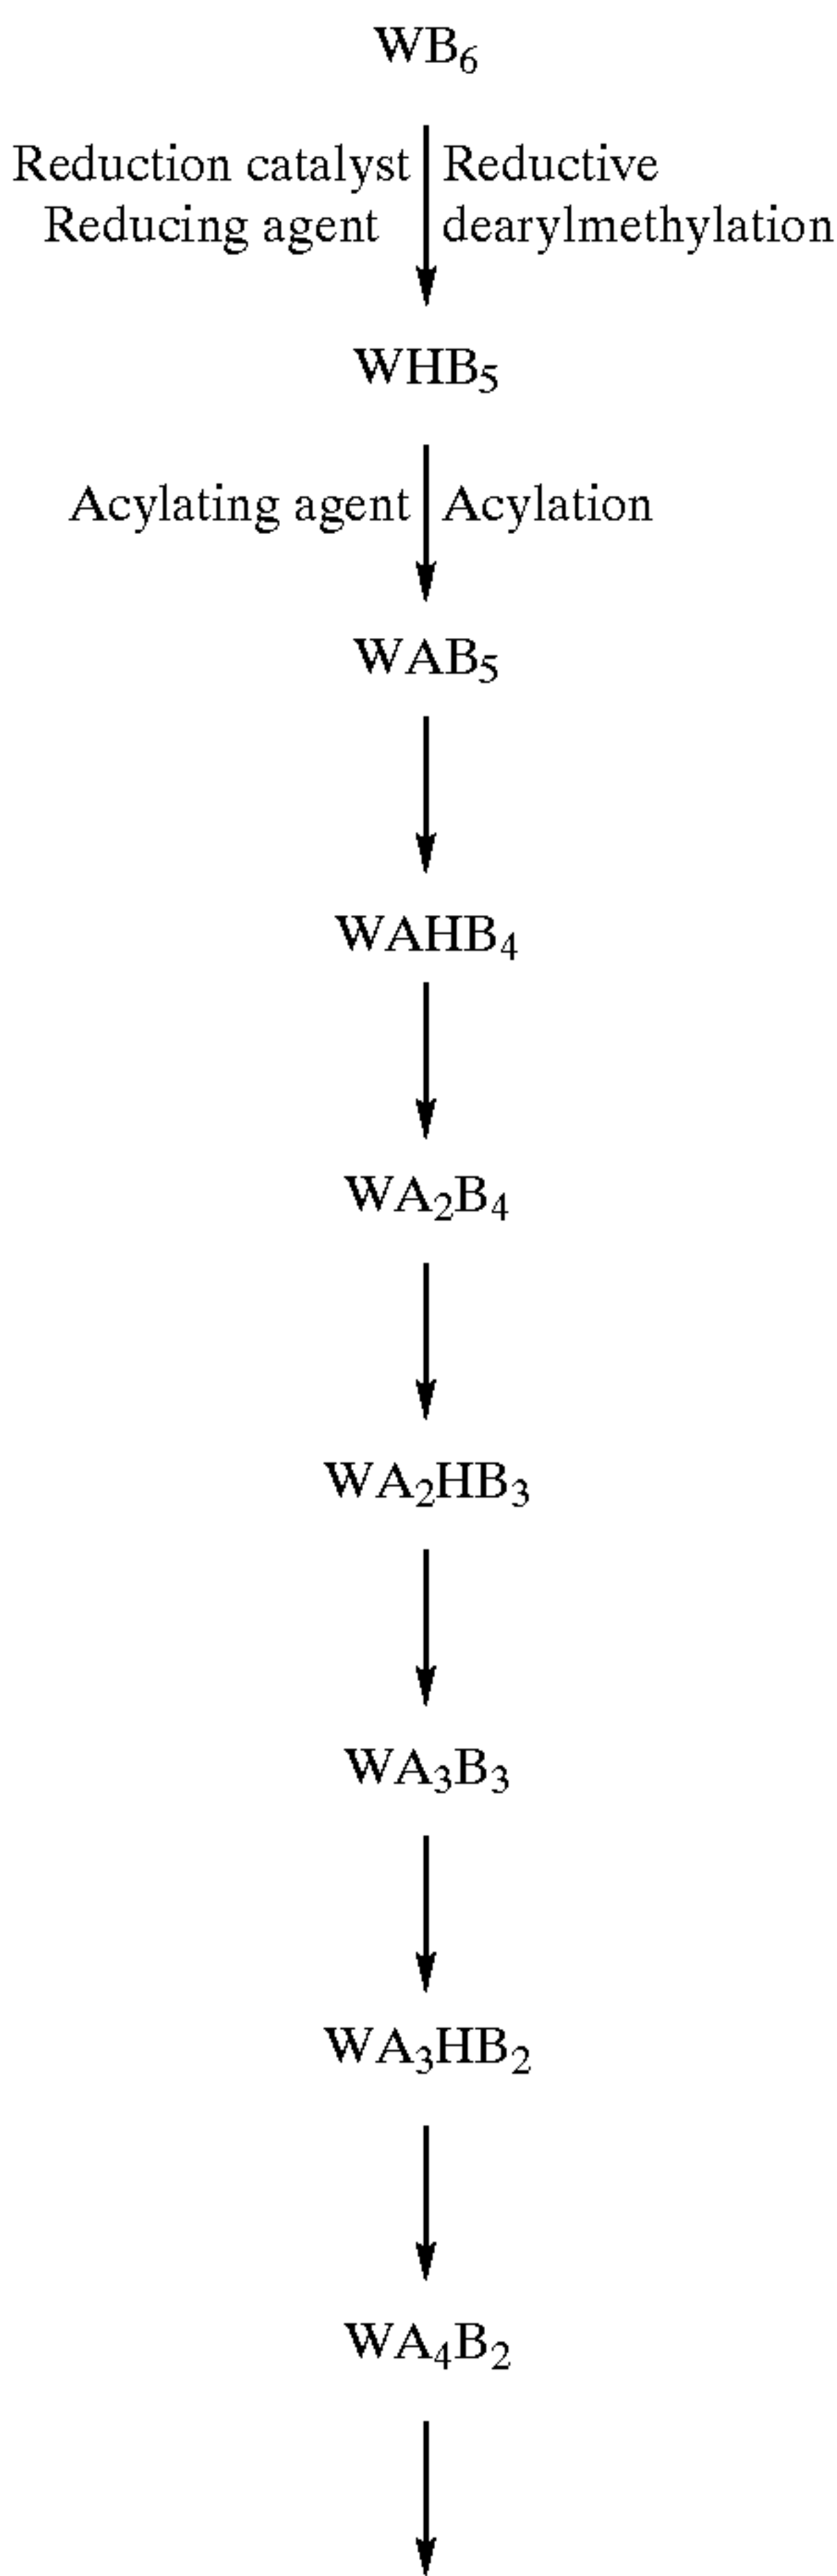 WB₆
Reduction catalyst Reductive
Reducing agent dearylmethylation
WHB₅
Acylating agent Acylation
WAB₅
WAHB₄
WA₂B₄
WA₂HB₃
WA₃B₃
WA₃HB₂
WA₄B₂